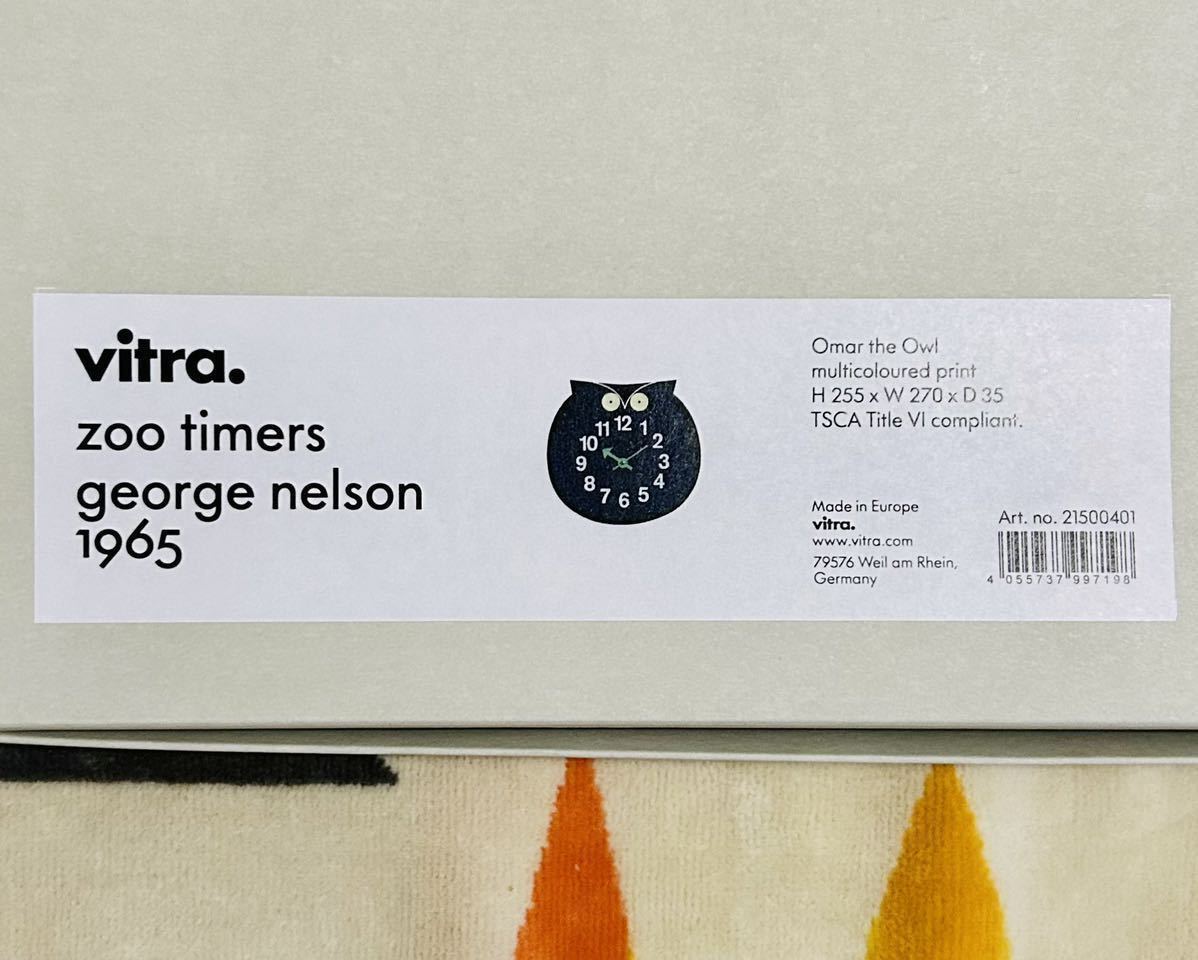 vitra.
zoo timers
george nelson
1965
12
11 1
10 2
9 3
8 4
7 6 5
Omar the Owl
multicoloured print
H 255 x W 270 x D 35
TSCA Title VI compliant.
Made in Europe
vitra.
www.vitra.com
79576 Weil am Rhein,
Germany
Art. no. 21500401
4 055737 997198